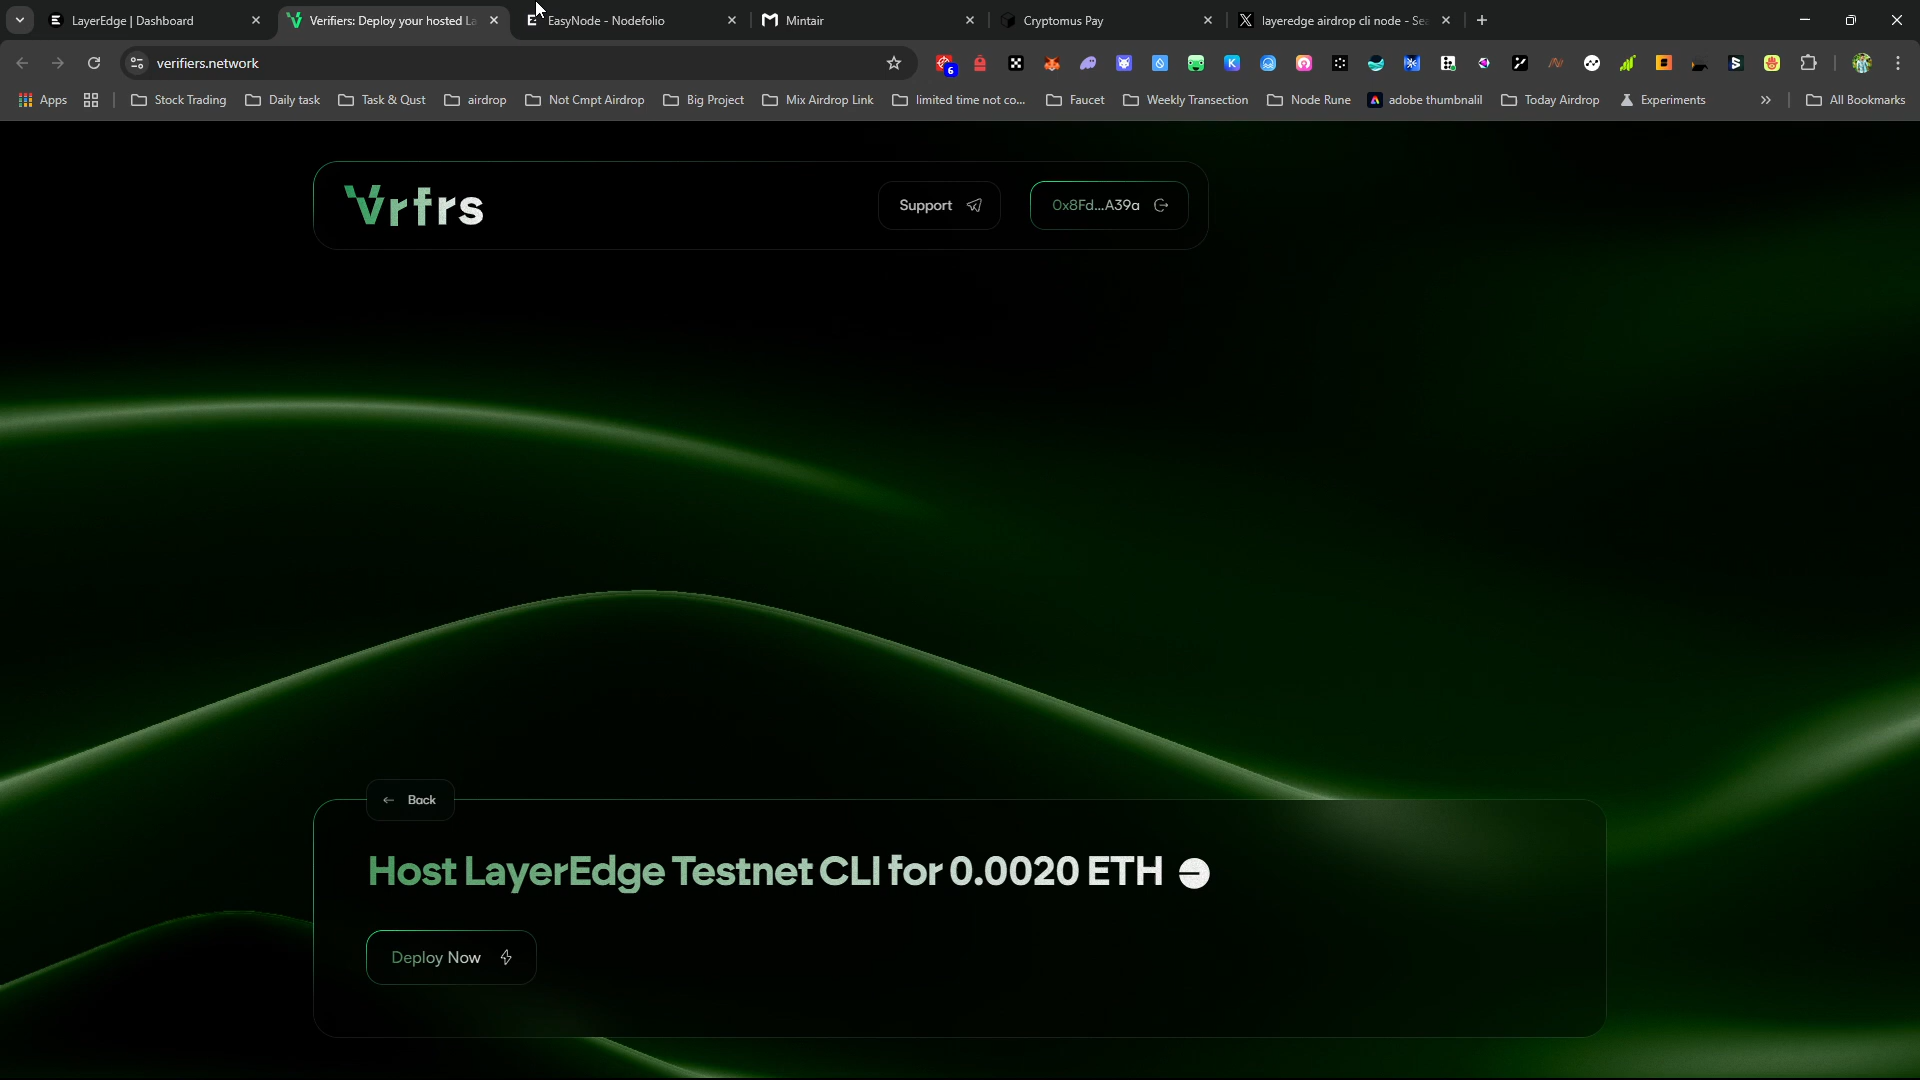 LayerEdge | Dashboard
Verifiers: Deploy your hosted La
EasyNode - Nodefolio
Mintair
Cryptomus Pay
layeredge airdrop cli node - Sea
verifiers.network
6
Apps
Stock Trading
Daily task
Task & Qust
airdrop
Not Cmpt Airdrop
Big Project
Mix Airdrop Link
limited time not co...
Faucet
Weekly Transection
Node Rune
adobe thumbnalil
Today Airdrop
Experiments
All Bookmarks
Vrfrs
Support
0x8Fd...A39a
Back
Host LayerEdge Testnet CLI for 0.0020 ETH
Deploy Now